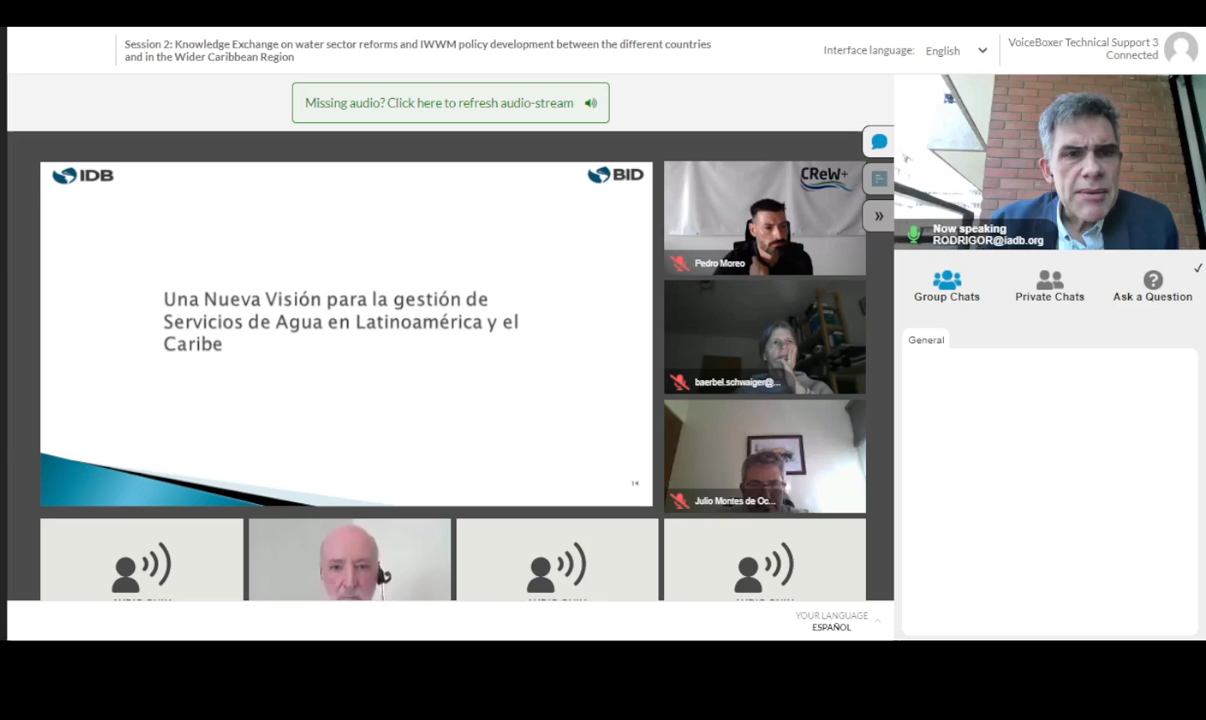 Session 2: Knowledge Exchange on water sector reforms and IWWM policy development between the different countries
and in the Wider Caribbean Region
Interface language: English
VoiceBoxer Technical Support 3
Connected
Missing audio? Click here to refresh audio-stream
IDB
BID
Una Nueva Visión para la gestión de
Servicios de Agua en Latinoamérica y el
Caribe
14
CReW+
Pedro Moreo
baerbel.schwaiger@...
Julio Montes de Oc...
Now speaking
RODRIGOR@iadb.org
Group Chats
Private Chats
Ask a Question
General
YOUR LANGUAGE
ESPAÑOL